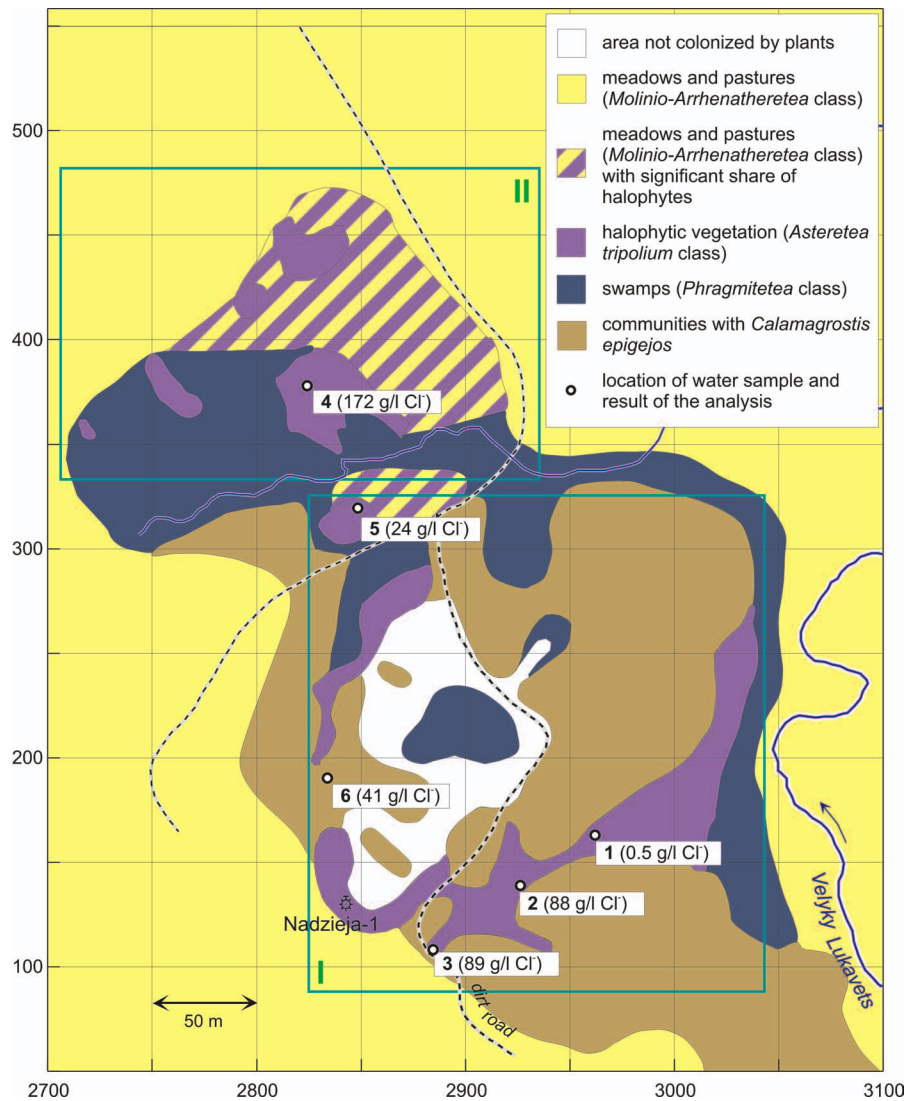 area not colonized by plants
meadows and pastures
(Molinio-Arrhenatheretea class)
meadows and pastures
(Molinio-Arrhenatheretea class)
with significant share of
halophytes
halophytic vegetation (Asteretea
tripolium class)
swamps (Phragmitetea class)
communities with Calamagrostis
epigejos
location of water sample and
result of the analysis
500
II
400
4 (172 g/l Cl⁻)
5 (24 g/l Cl⁻)
300
200
6 (41 g/l Cl⁻)
1 (0.5 g/l Cl⁻)
2 (88 g/l Cl⁻)
Nadzieja-1
Velyky Lukavets
3 (89 g/l Cl⁻)
100
I
dirt road
50 m
2700 2800 2900 3000 3100